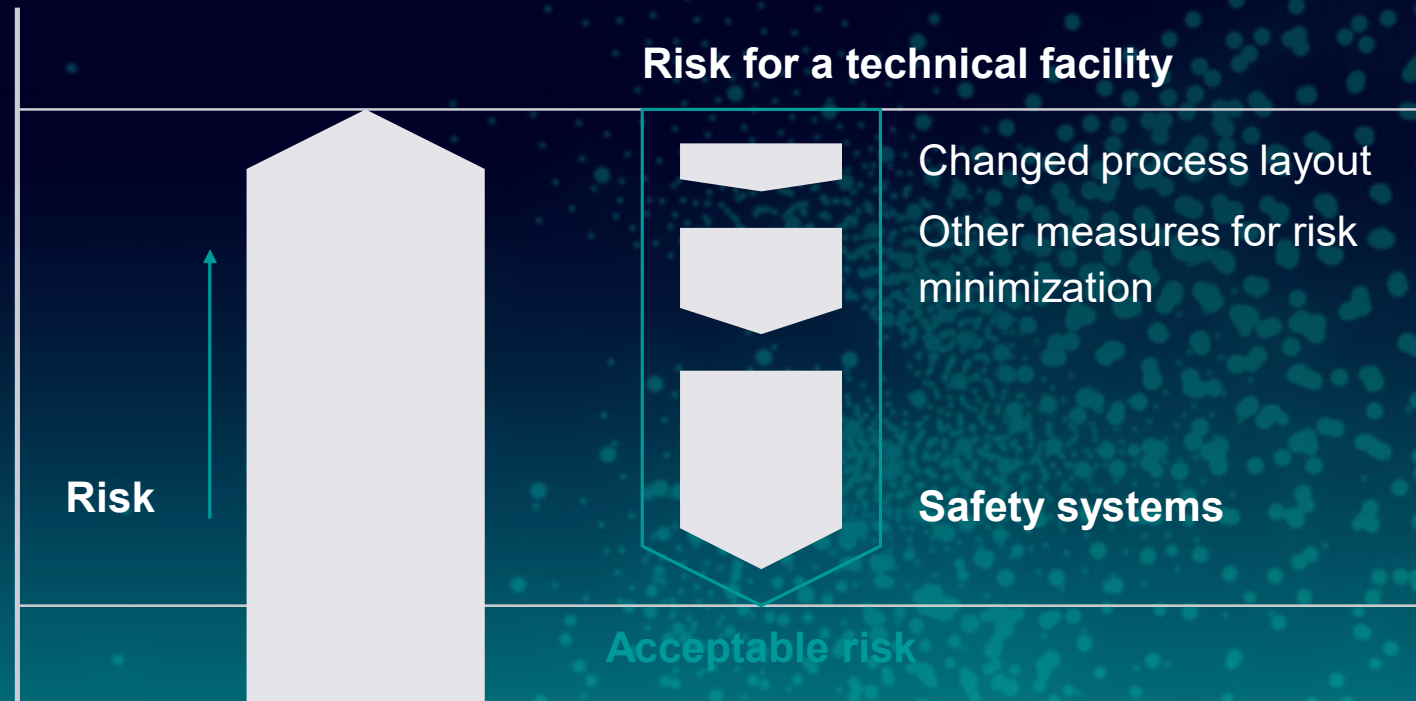 Risk for a technical facility
Changed process layout
Other measures for risk
minimization
Risk
Safety systems
Acceptable risk